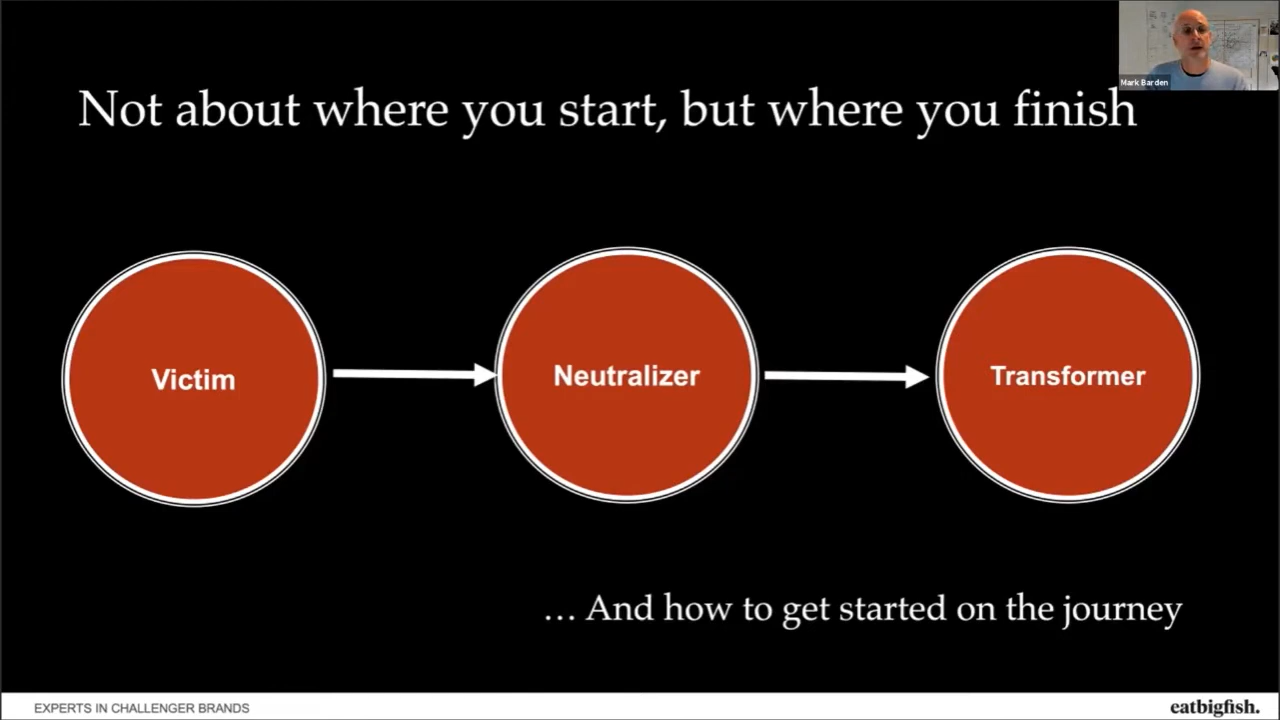 Mark Barden
Not about where you start, but where you finish
Victim
Neutralizer
Transformer
… And how to get started on the journey
EXPERTS IN CHALLENGER BRANDS
eatbigfish.